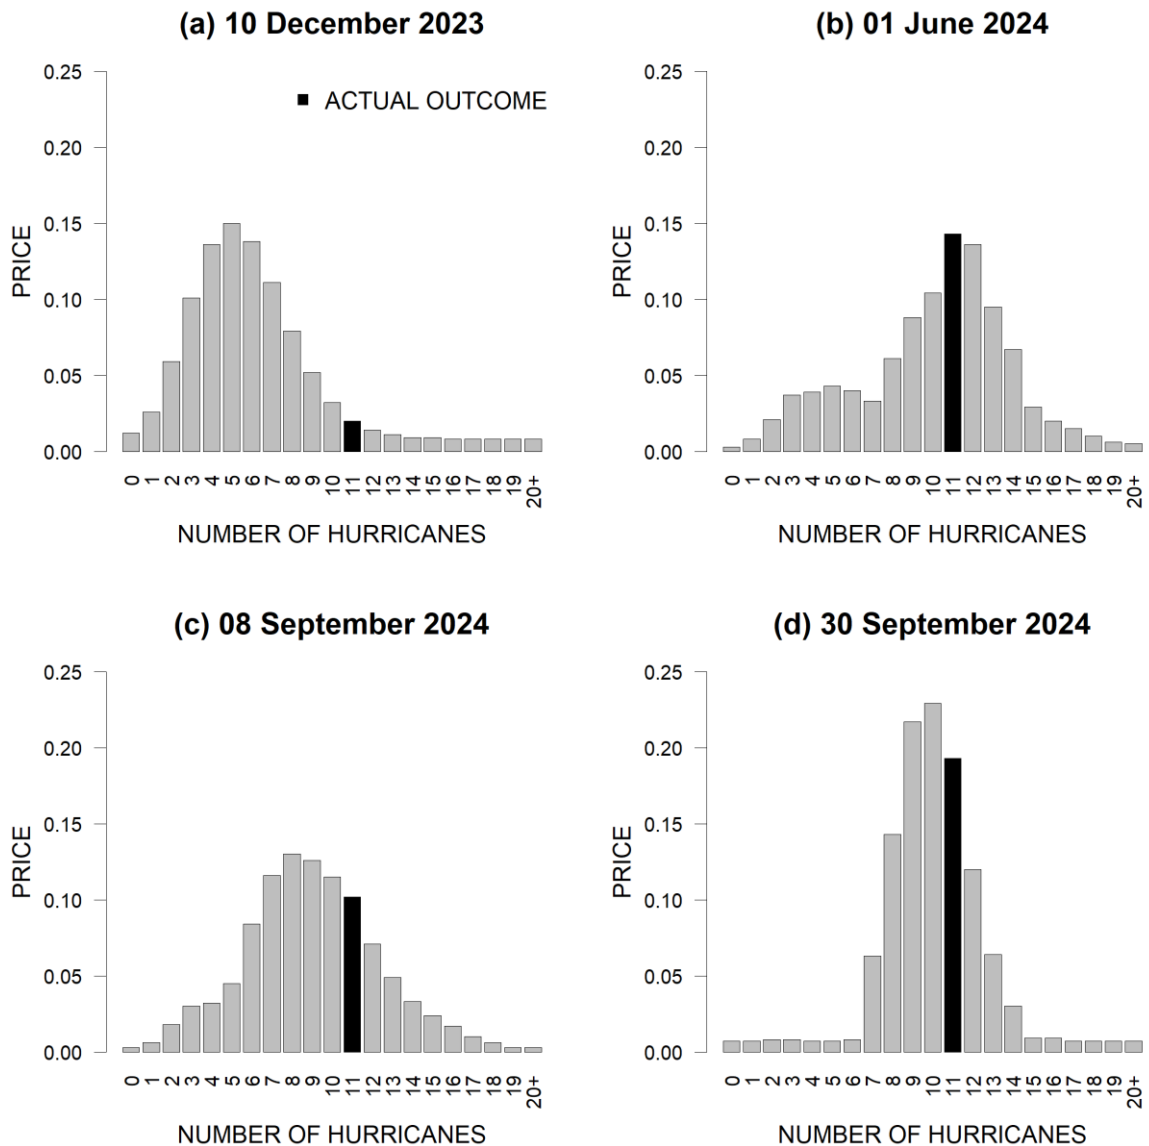 (a) 10 December 2023
0.25
0.20
0.15
0.10
0.05
0.00
PRICE
■ ACTUAL OUTCOME
0 1 2 3 4 5 6 7 8 9 10 11 12 13 14 15 16 17 18 19 20+
NUMBER OF HURRICANES
(b) 01 June 2024
0.25
0.20
0.15
0.10
0.05
0.00
PRICE
0 1 2 3 4 5 6 7 8 9 10 11 12 13 14 15 16 17 18 19 20+
NUMBER OF HURRICANES
(c) 08 September 2024
0.25
0.20
0.15
0.10
0.05
0.00
PRICE
0 1 2 3 4 5 6 7 8 9 10 11 12 13 14 15 16 17 18 19 20+
NUMBER OF HURRICANES
(d) 30 September 2024
0.25
0.20
0.15
0.10
0.05
0.00
PRICE
0 1 2 3 4 5 6 7 8 9 10 11 12 13 14 15 16 17 18 19 20+
NUMBER OF HURRICANES